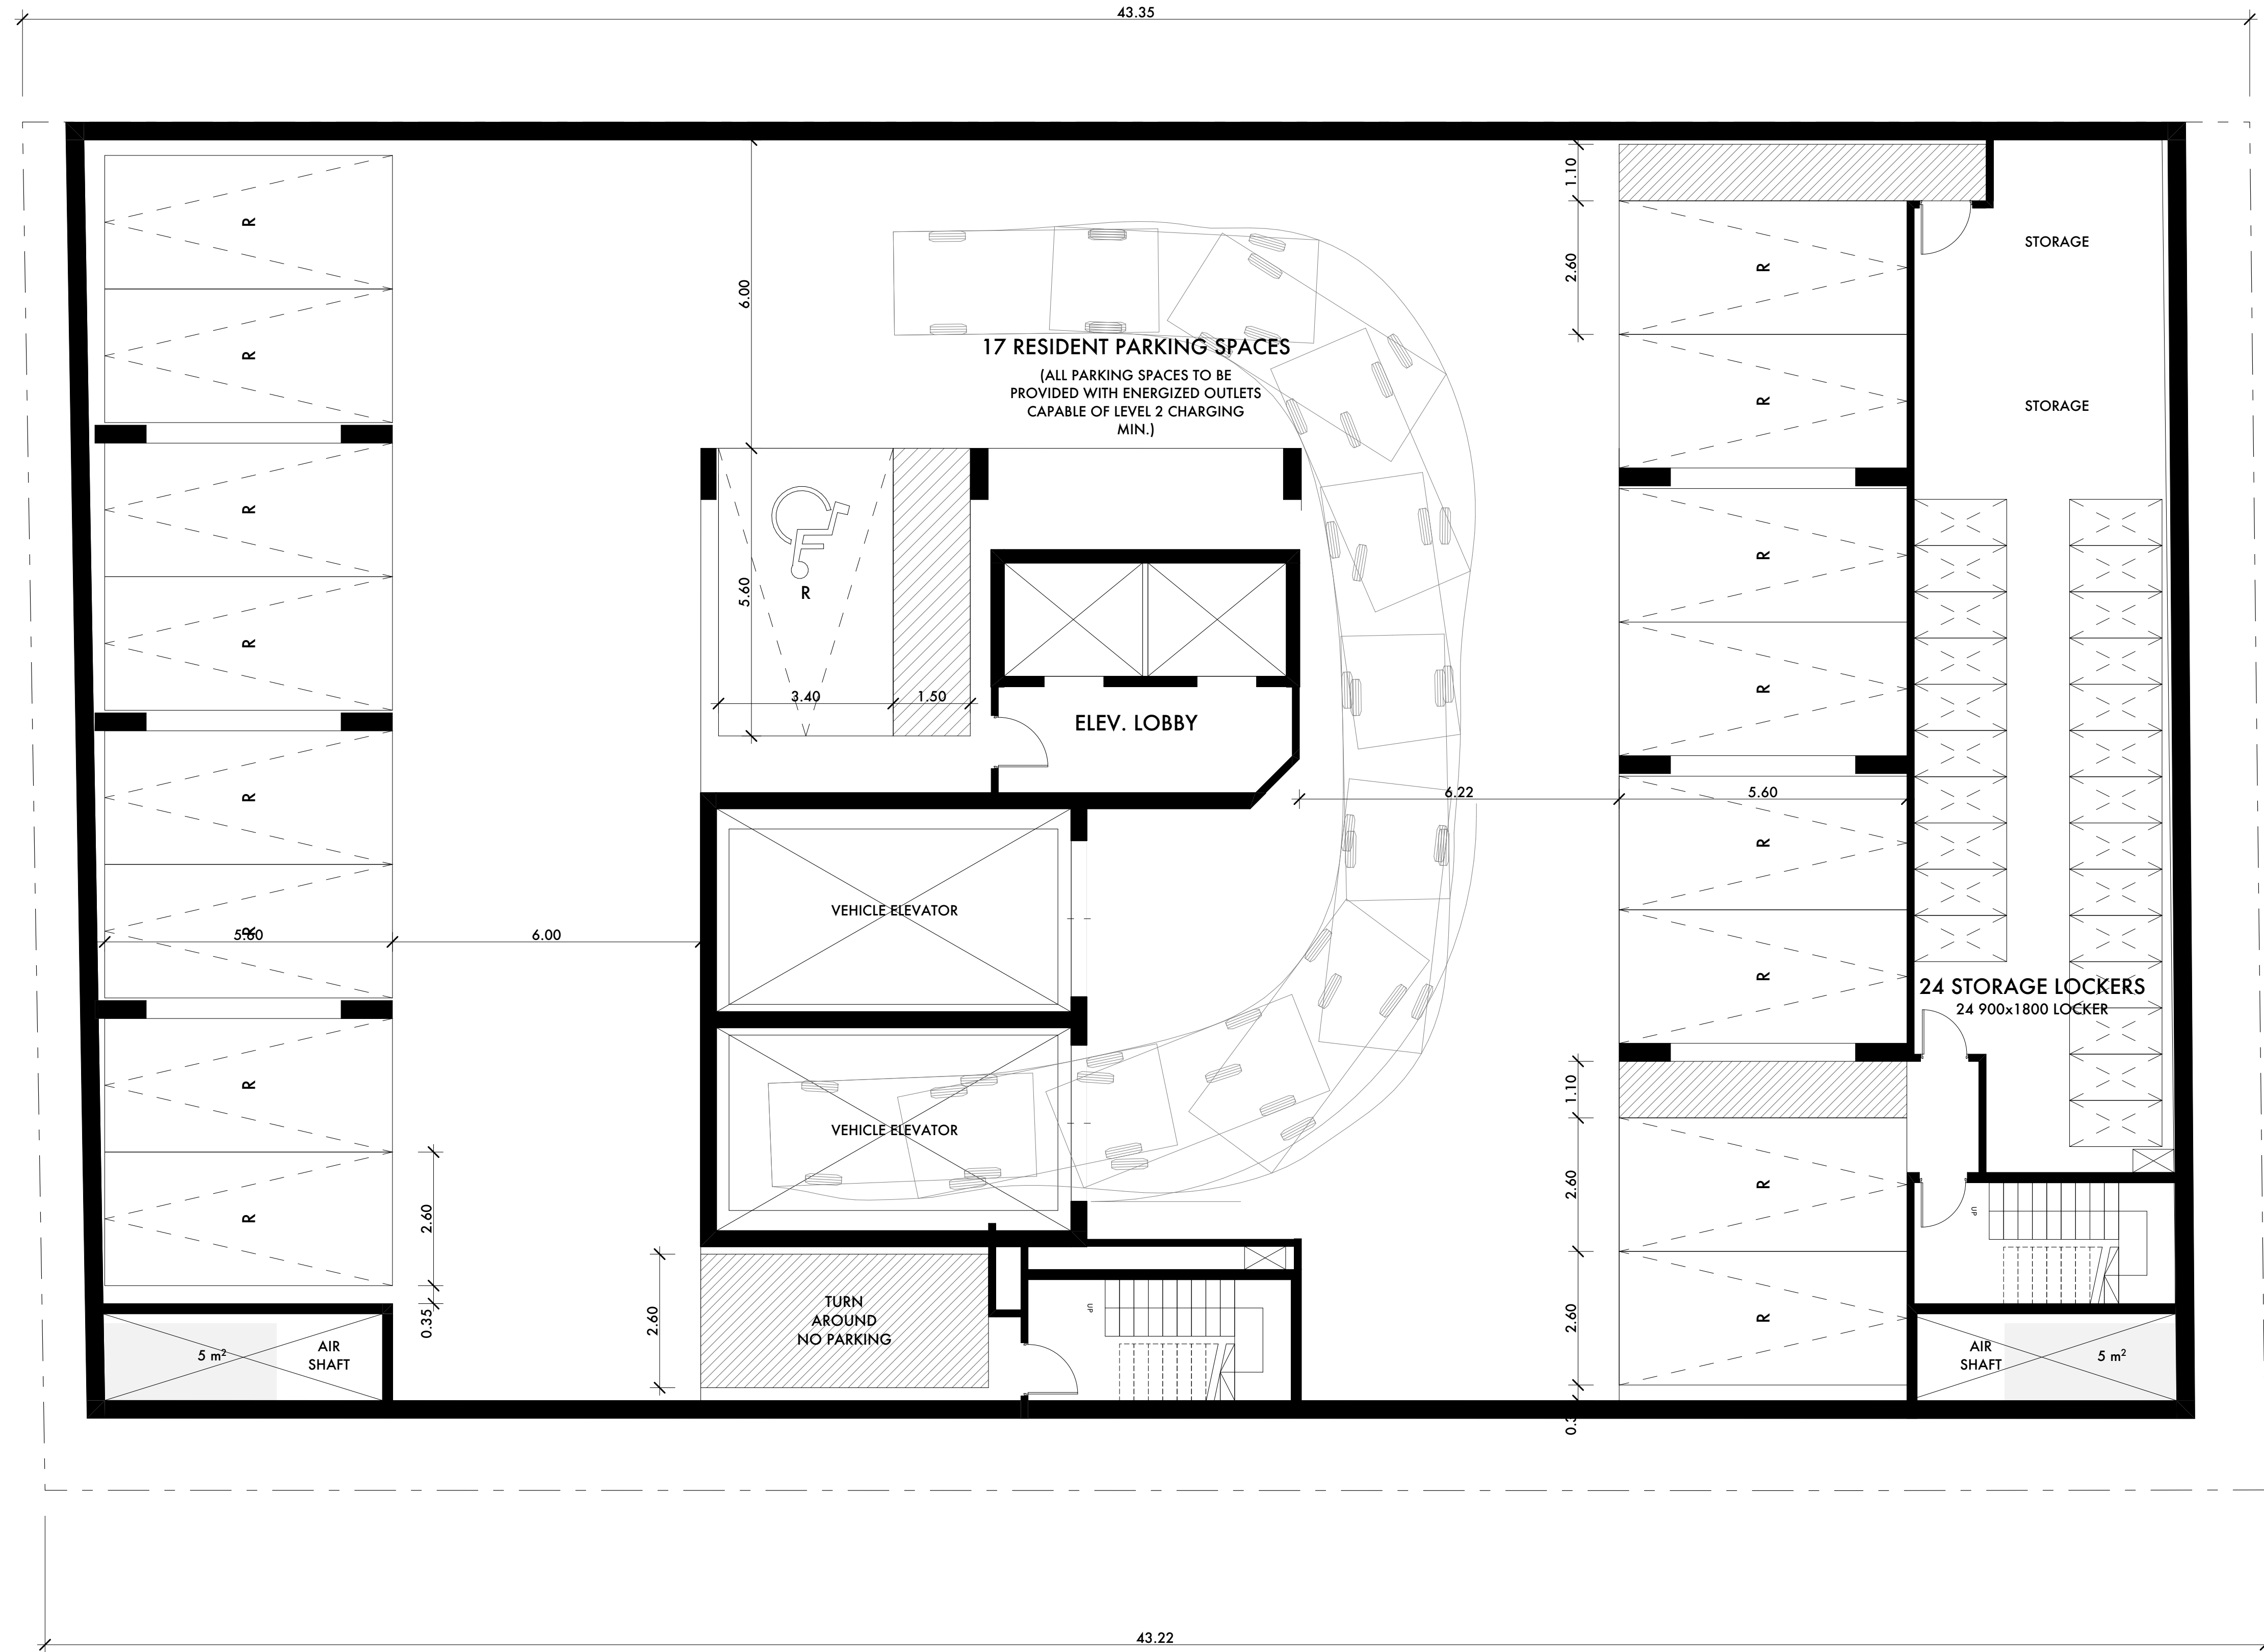 43.35
1.10
R
R
STORAGE
2.60
R
6.00
17 RESIDENT PARKING SPACES
R
(ALL PARKING SPACES TO BE
PROVIDED WITH ENERGIZED OUTLETS
CAPABLE OF LEVEL 2 CHARGING
MIN.)
R
STORAGE
R
R
5.60
R
R
R
3.40
1.50
ELEV. LOBBY
R
6.22
5.60
R
R
VEHICLE ELEVATOR
5.60
R
6.00
R
24 STORAGE LOCKERS
24 900x1800 LOCKER
R
1.10
VEHICLE ELEVATOR
R
2.60
R
2.60
UP
0.35
2.60
TURN
AROUND
NO PARKING
UP
2.60
R
5 m²
AIR
SHAFT
AIR
SHAFT
5 m²
43.22